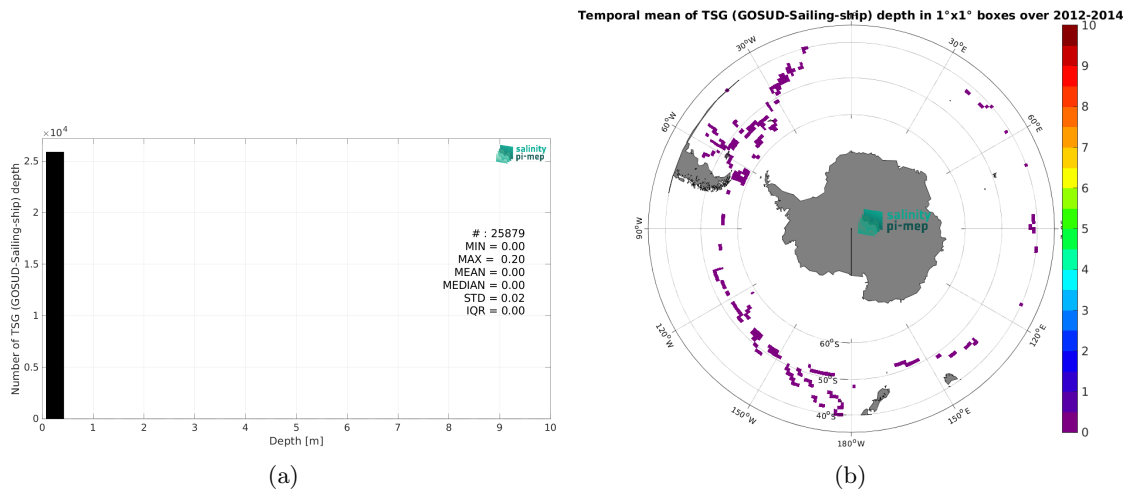 ×10⁴
2.5
2
1.5
1
0.5
0
Number of TSG (GOSUD-Sailing-ship) depth
salinity
pi-mep
# : 25879
MIN = 0.00
MAX = 0.20
MEAN = 0.00
MEDIAN = 0.00
STD = 0.02
IQR = 0.00
0 1 2 3 4 5 6 7 8 9 10
Depth [m]
(a)
Temporal mean of TSG (GOSUD-Sailing-ship) depth in 1°x1° boxes over 2012-2014
30°W
30°E
60°W
60°E
90°W
120°W
120°E
150°W
150°E
180°W
60°S
50°S
40°S
salinity
pi-mep
10
9
8
7
6
5
4
3
2
1
0
(b)